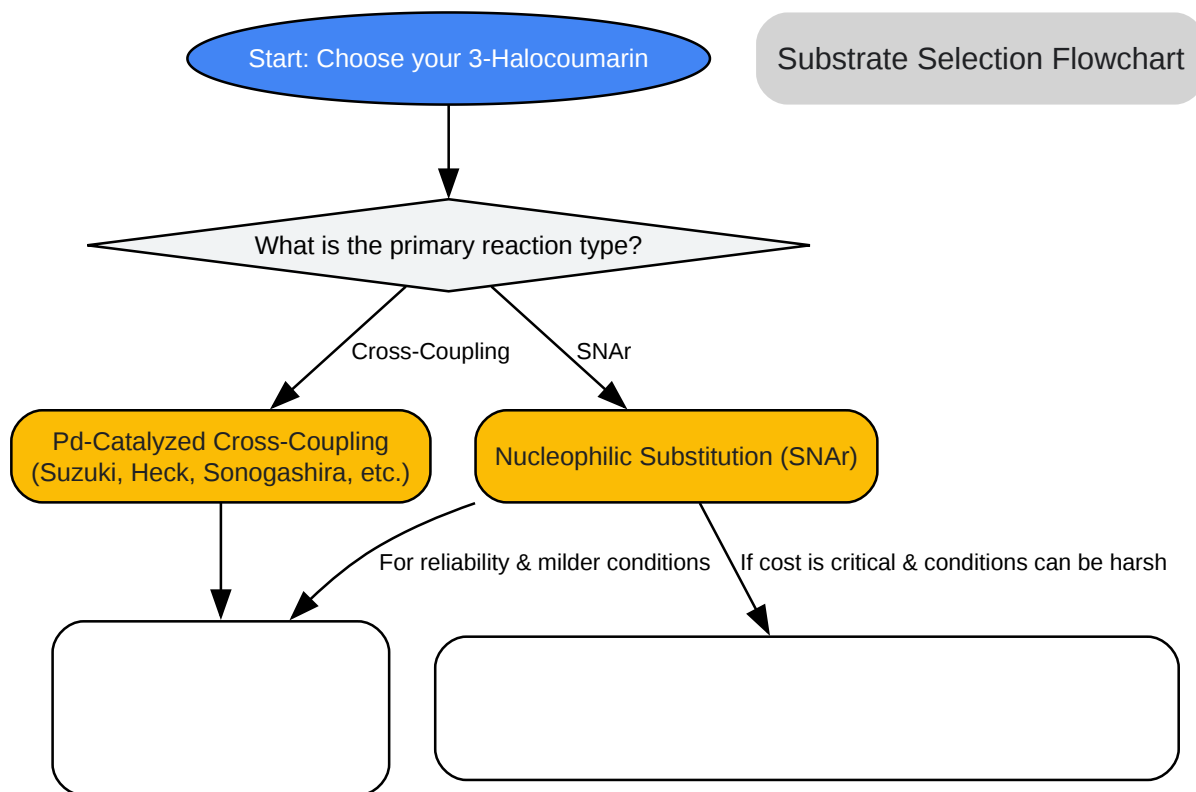 Start: Choose your 3-Halocoumarin
Substrate Selection Flowchart
What is the primary reaction type?
Cross-Coupling
SNAr
Pd-Catalyzed Cross-Coupling
(Suzuki, Heck, Sonogashira, etc.)
Nucleophilic Substitution (SNAr)
For reliability & milder conditions
If cost is critical & conditions can be harsh